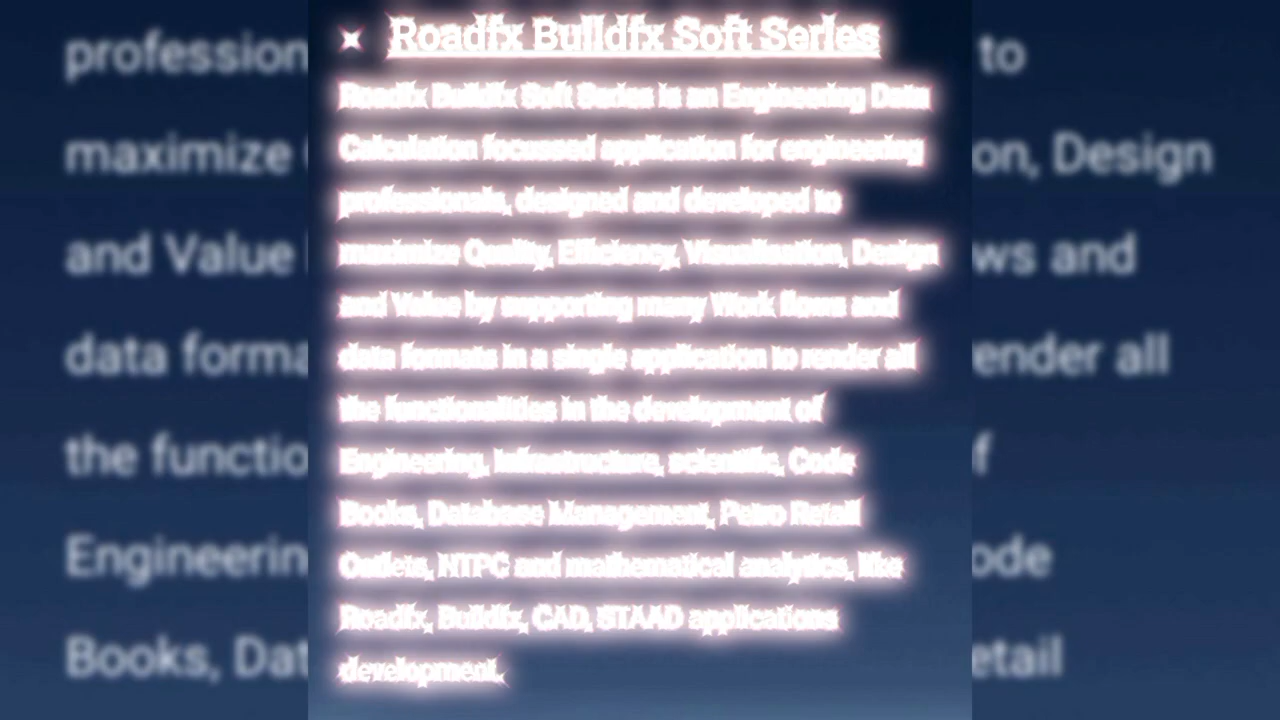 Roadfx Buildfx Soft Series
Roadfx Buildfx Soft Series is an Engineering Data
Calculation focussed application for engineering
professionals, designed and developed to
maximize Quality, Efficiency, Visualisation, Design
and Value by supporting many Work flows and
data formats in a single application to render all
the functionalities in the development of
Engineering, Infrastructure, scientific, Code
Books, Database Management, Petro Retail
Outlets, NTPC and mathematical analytics, like
Roadfx, Buildfx, CAD, STAAD applications
development.